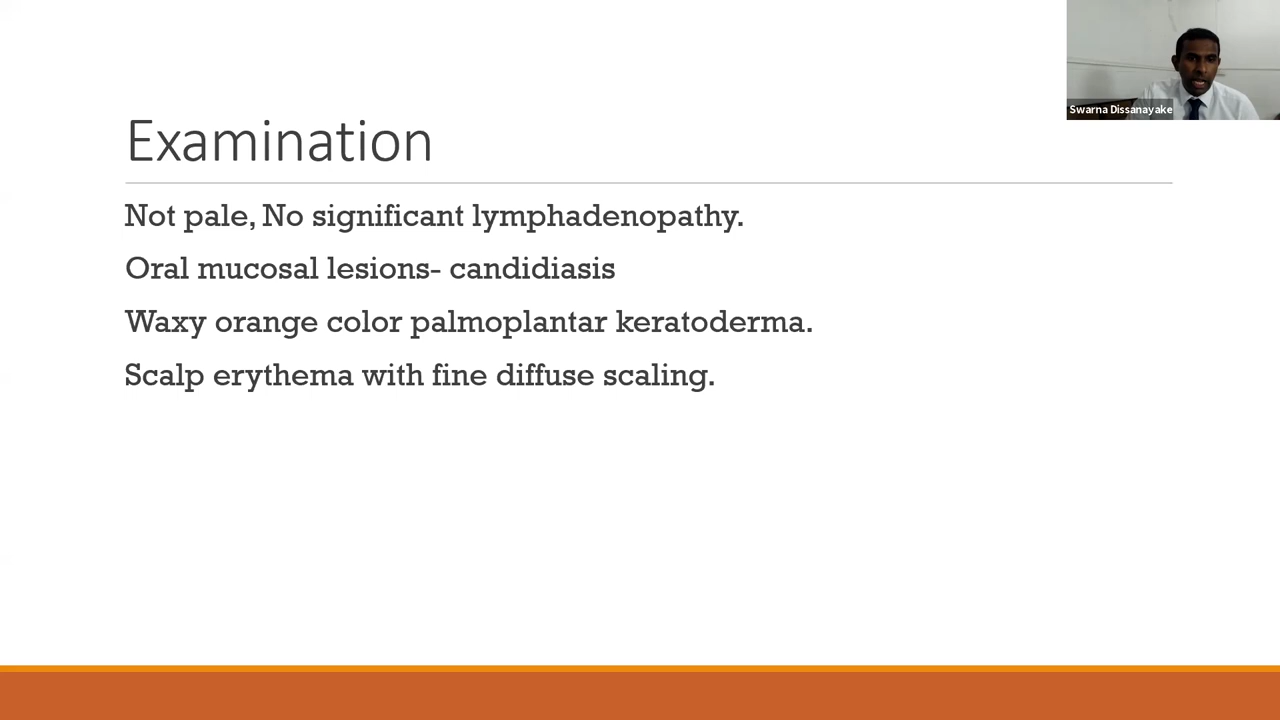 Swarna Dissanayake
Examination
Not pale, No significant lymphadenopathy.
Oral mucosal lesions- candidiasis
Waxy orange color palmoplantar keratoderma.
Scalp erythema with fine diffuse scaling.